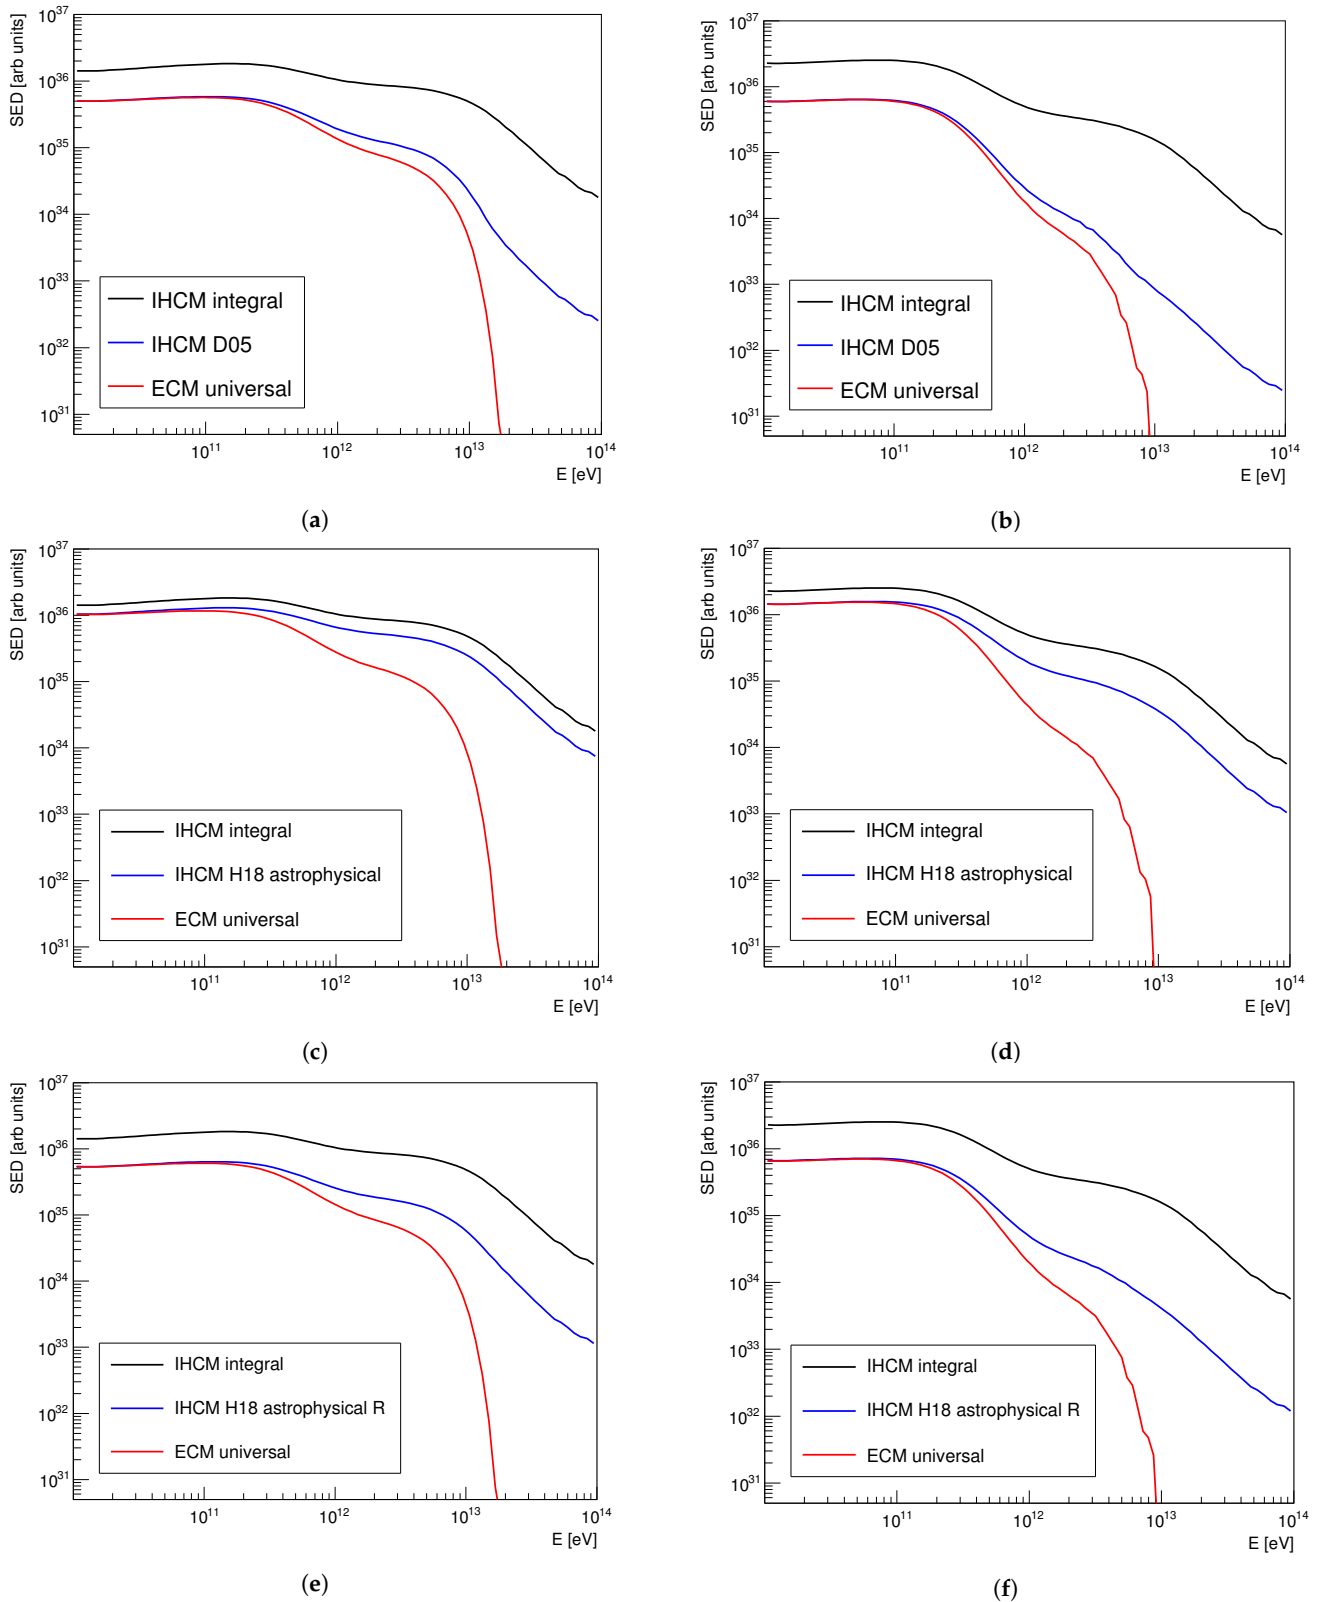 SED [arb units]
10^37
10^36
10^35
10^34
10^33
10^32
10^31
IHCM integral
IHCM D05
ECM universal
10^11 10^12 10^13 10^14
E [eV]
(a)
SED [arb units]
10^37
10^36
10^35
10^34
10^33
10^32
10^31
IHCM integral
IHCM D05
ECM universal
10^11 10^12 10^13 10^14
E [eV]
(b)
SED [arb units]
10^37
10^36
10^35
10^34
10^33
10^32
10^31
IHCM integral
IHCM H18 astrophysical
ECM universal
10^11 10^12 10^13 10^14
E [eV]
(c)
SED [arb units]
10^37
10^36
10^35
10^34
10^33
10^32
10^31
IHCM integral
IHCM H18 astrophysical
ECM universal
10^11 10^12 10^13 10^14
E [eV]
(d)
SED [arb units]
10^37
10^36
10^35
10^34
10^33
10^32
10^31
IHCM integral
IHCM H18 astrophysical R
ECM universal
10^11 10^12 10^13 10^14
E [eV]
(e)
SED [arb units]
10^37
10^36
10^35
10^34
10^33
10^32
10^31
IHCM integral
IHCM H18 astrophysical R
ECM universal
10^11 10^12 10^13 10^14
E [eV]
(f)